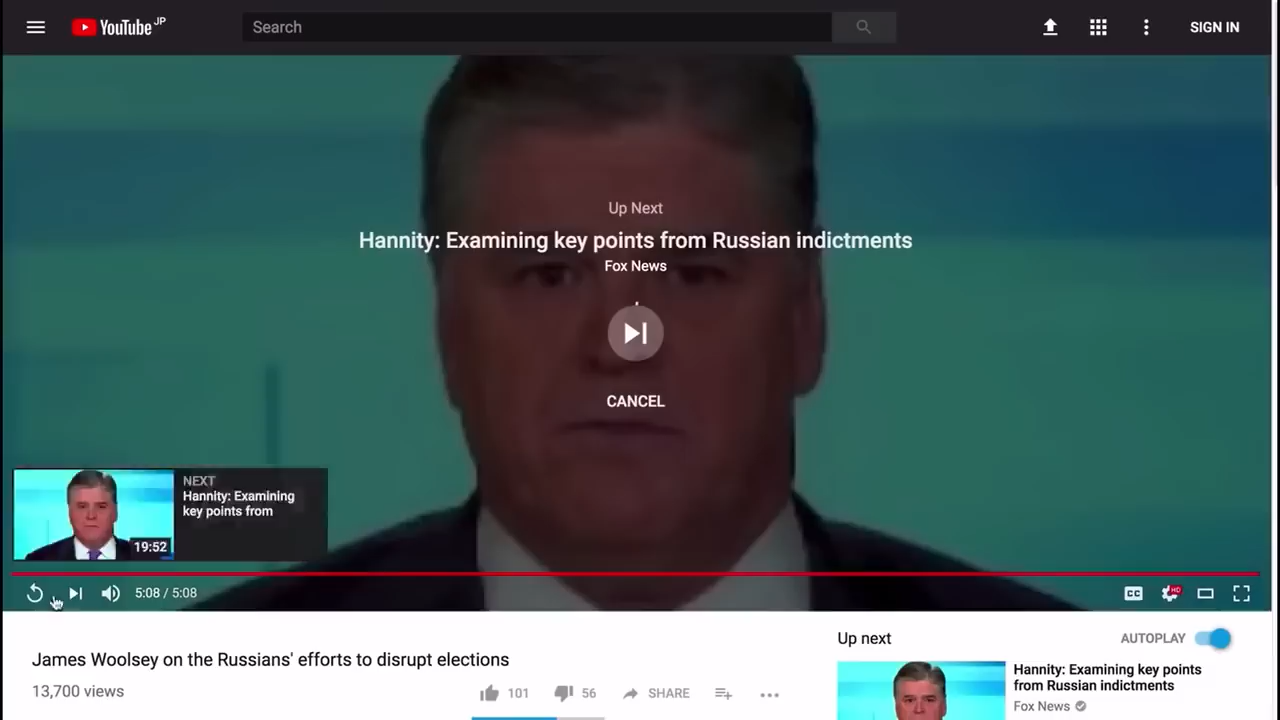 YouTube JP
Search
SIGN IN
Up Next
Hannity: Examining key points from Russian indictments
Fox News
CANCEL
NEXT
Hannity: Examining
key points from
19:52
5:08 / 5:08
CC
HD
James Woolsey on the Russians' efforts to disrupt elections
13,700 views
101
56
SHARE
Up next
AUTOPLAY
Hannity: Examining key points
from Russian indictments
Fox News